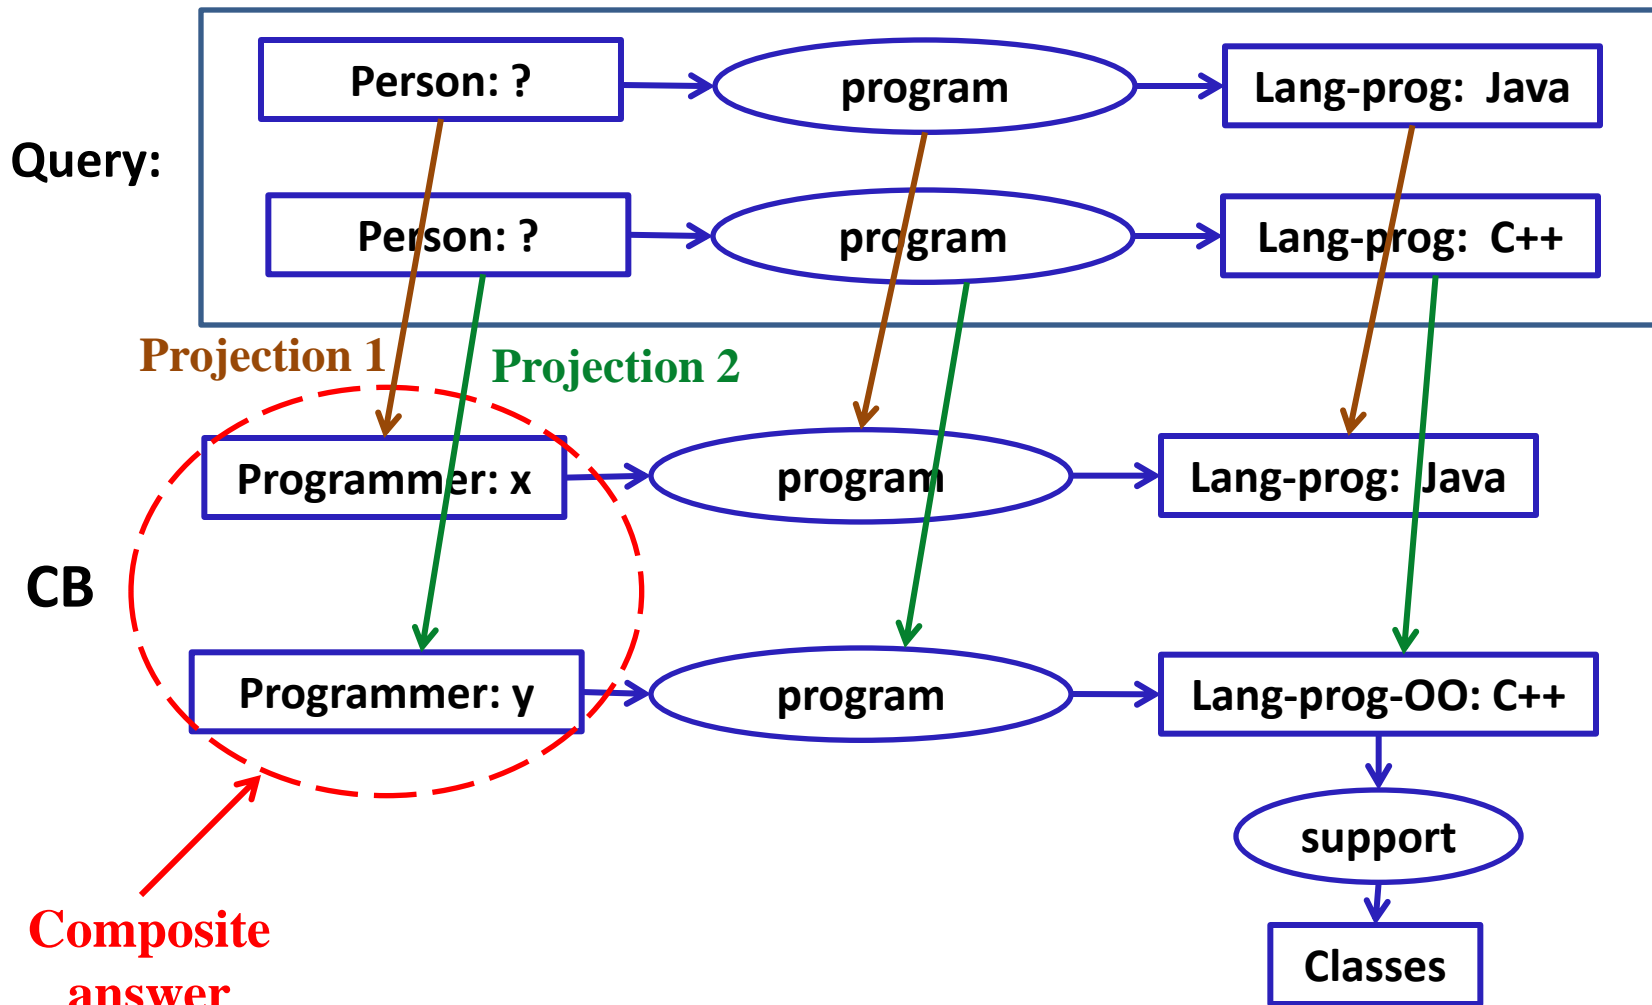 Person: ?
program
Lang-prog: Java
Query:
Person: ?
program
Lang-prog: C++
Projection 1
Projection 2
Programmer: x
program
Lang-prog: Java
CB
Programmer: y
program
Lang-prog-OO: C++
support
Composite
answer
Classes